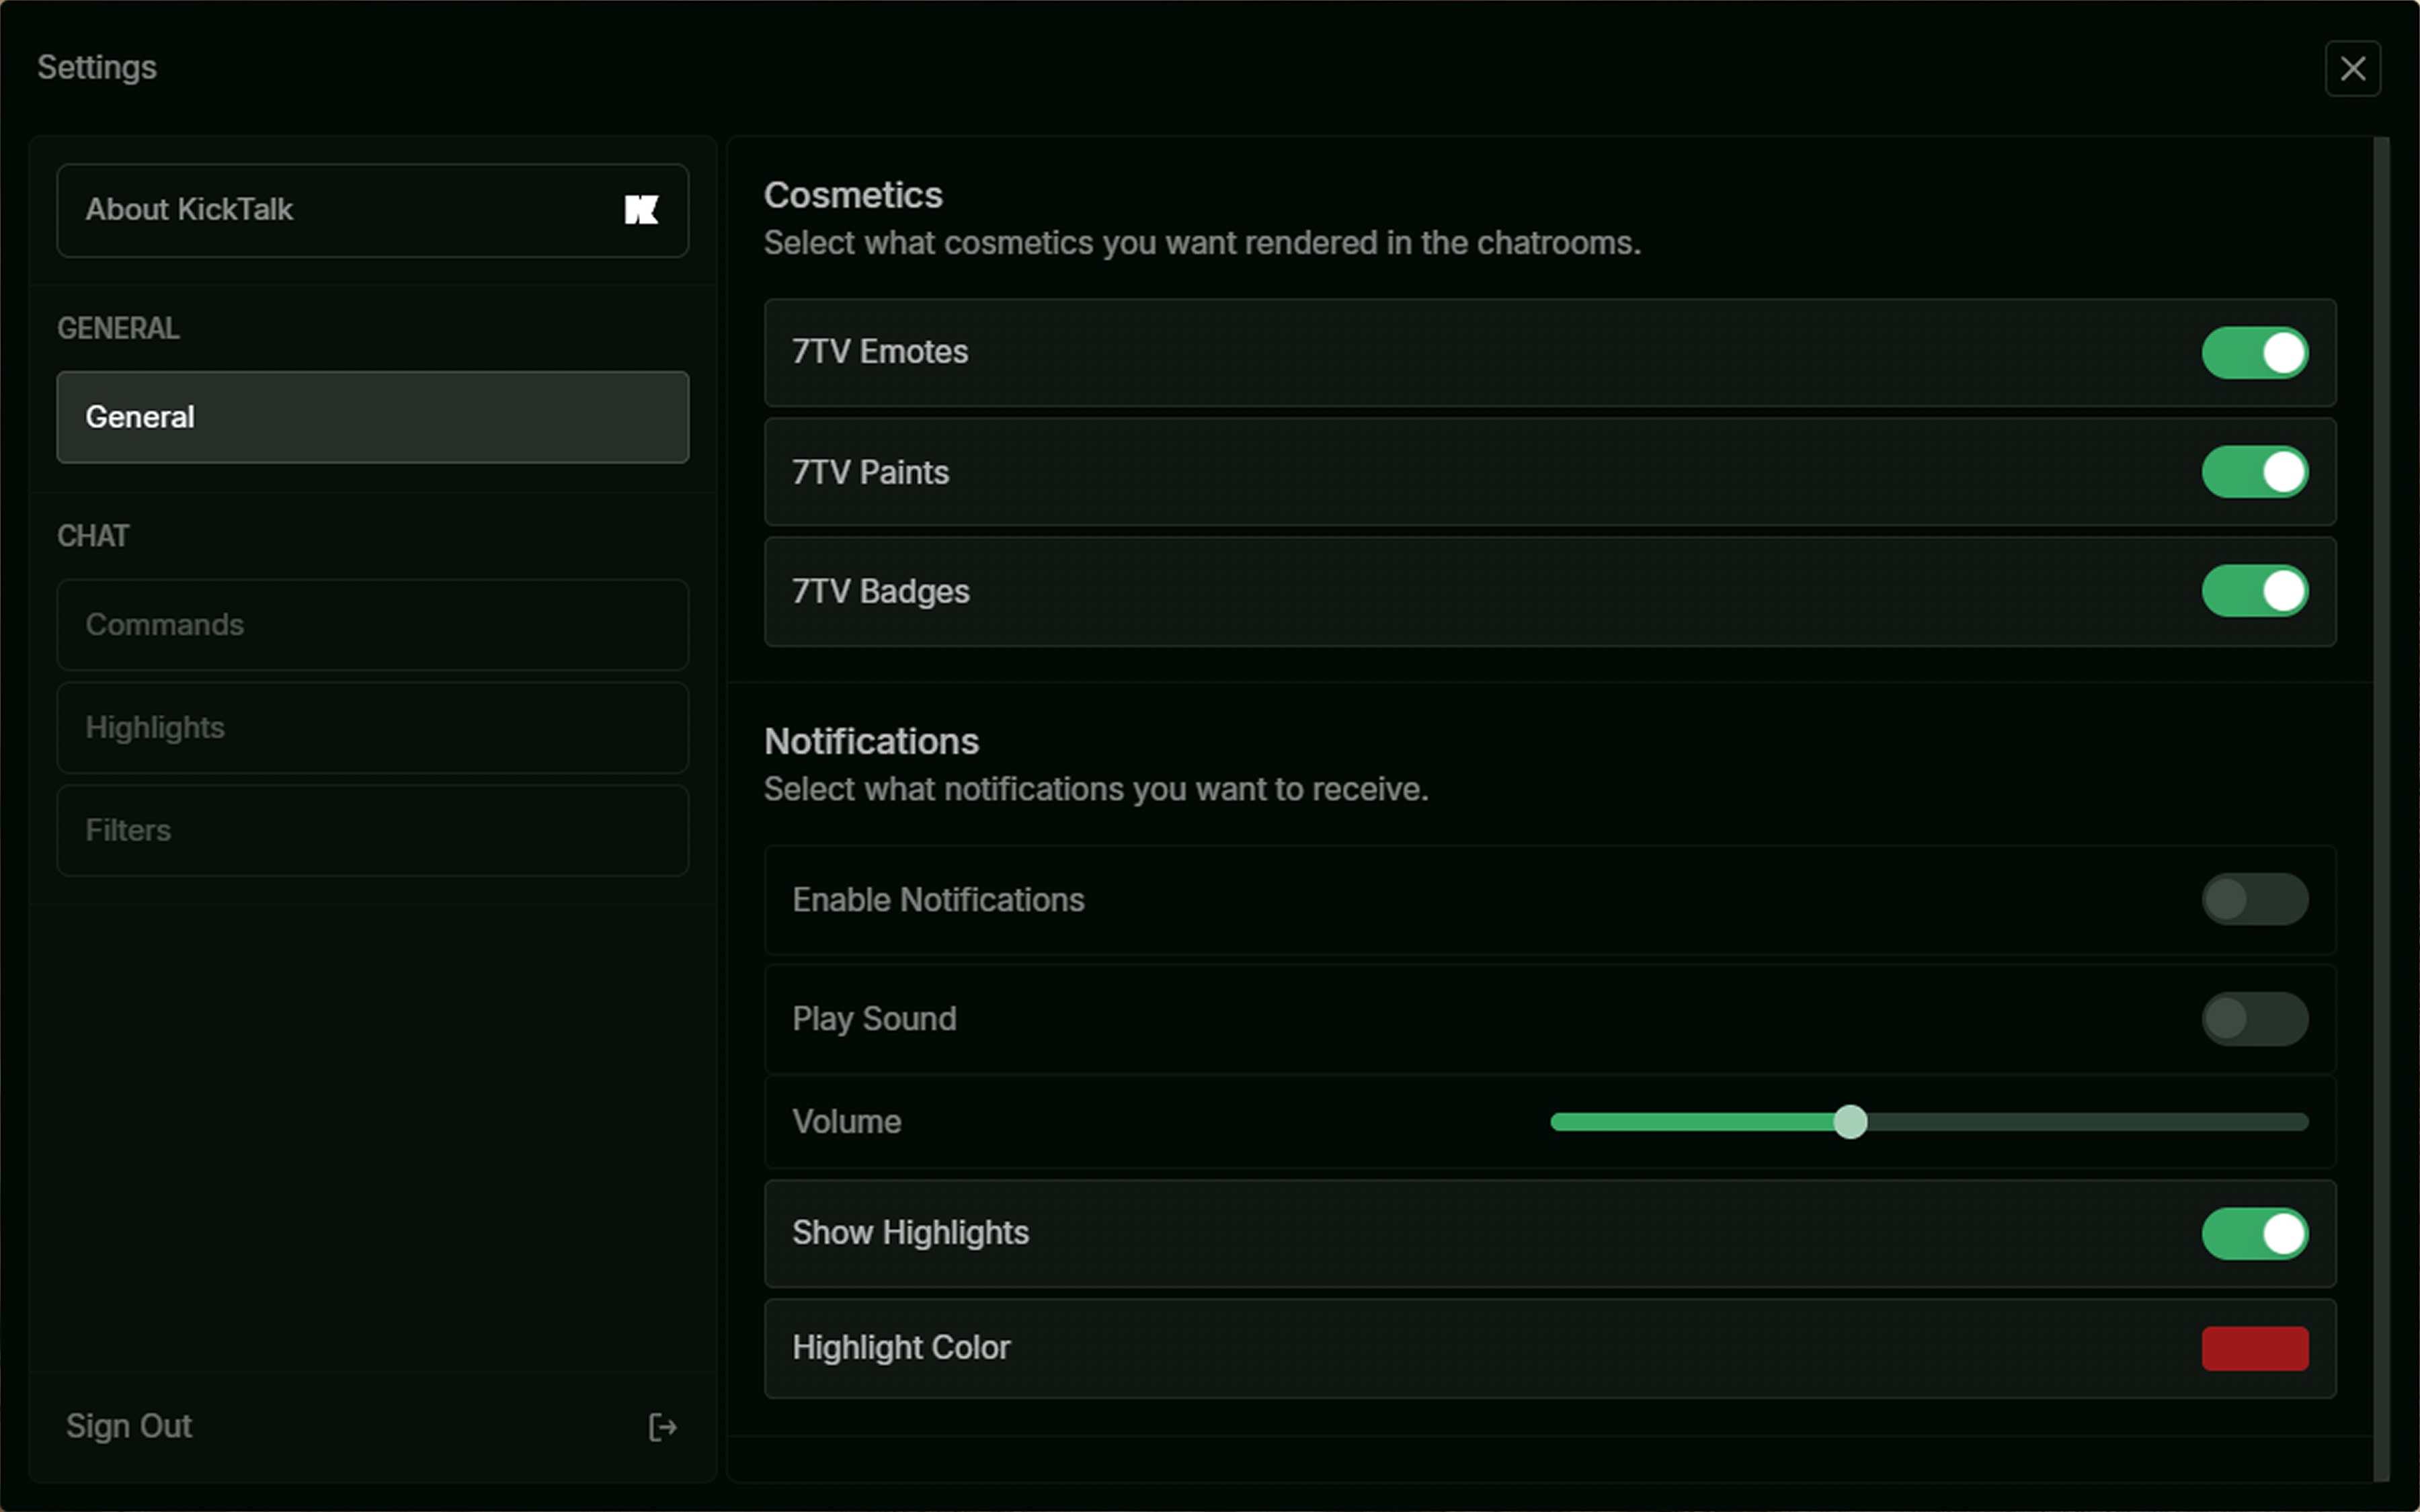 Settings
About KickTalk
GENERAL
General
CHAT
Commands
Highlights
Filters
Sign Out
Cosmetics
Select what cosmetics you want rendered in the chatrooms.
7TV Emotes
7TV Paints
7TV Badges
Notifications
Select what notifications you want to receive.
Enable Notifications
Play Sound
Volume
Show Highlights
Highlight Color